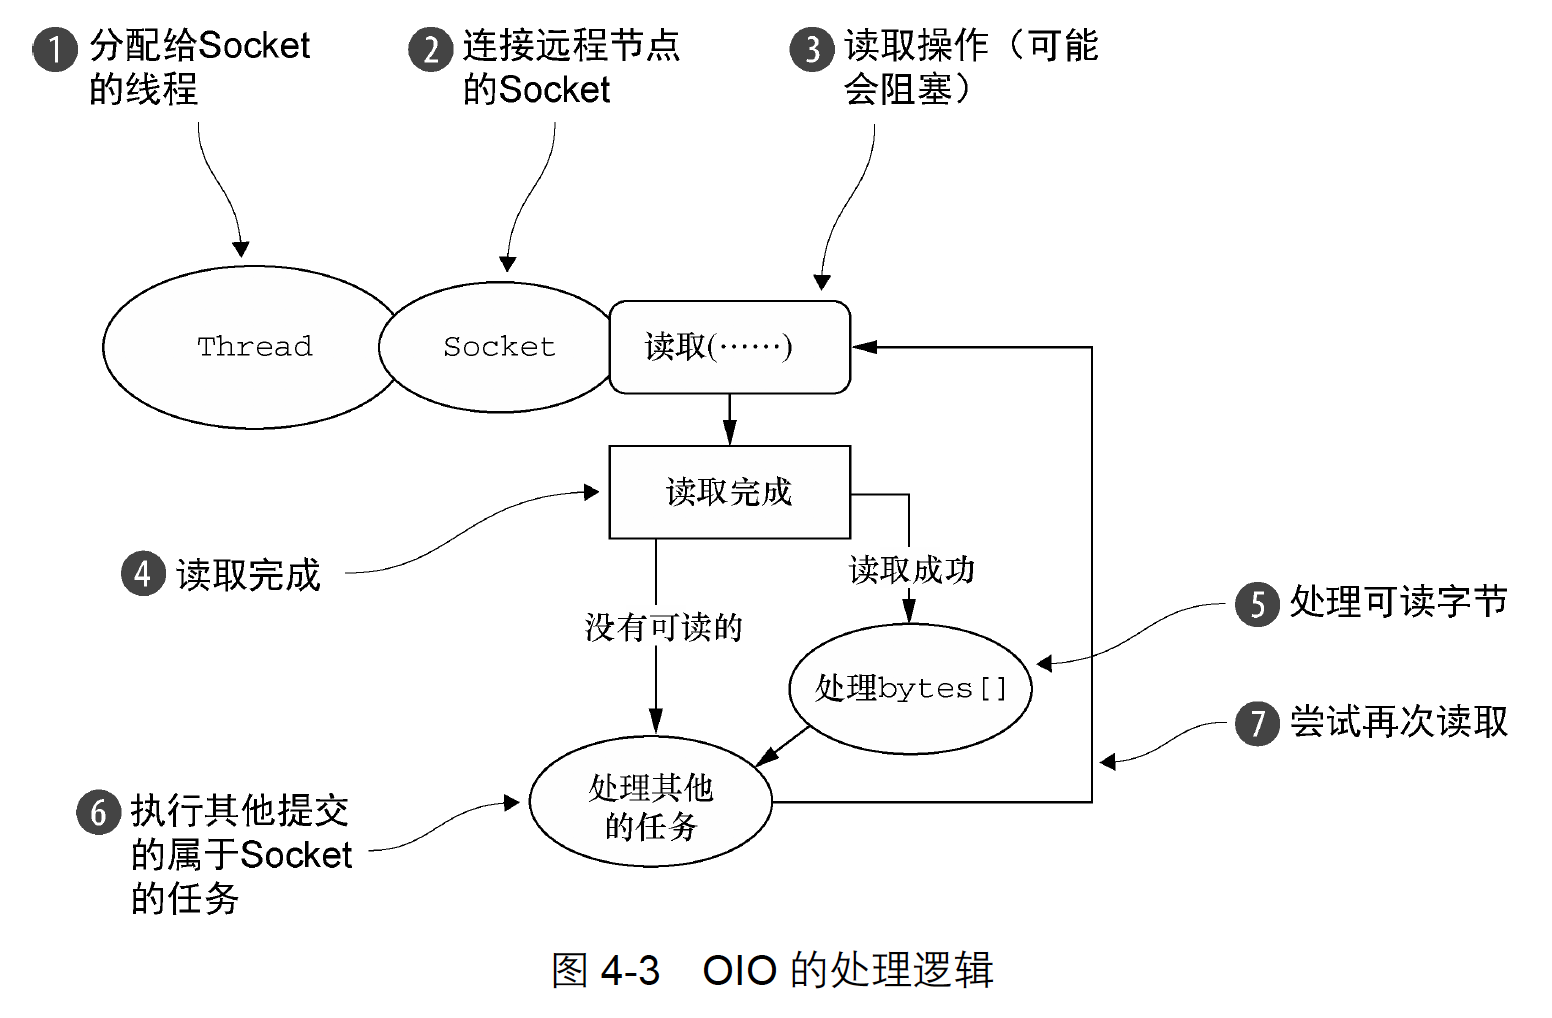 1 分配给Socket
的线程
2 连接远程节点
的Socket
3 读取操作（可能
会阻塞）
Thread
Socket
读取(……)
读取完成
4 读取完成
读取成功
没有可读的
5 处理可读字节
处理bytes[]
7 尝试再次读取
处理其他
的任务
6 执行其他提交
的属于Socket
的任务
图 4-3 OIO 的处理逻辑